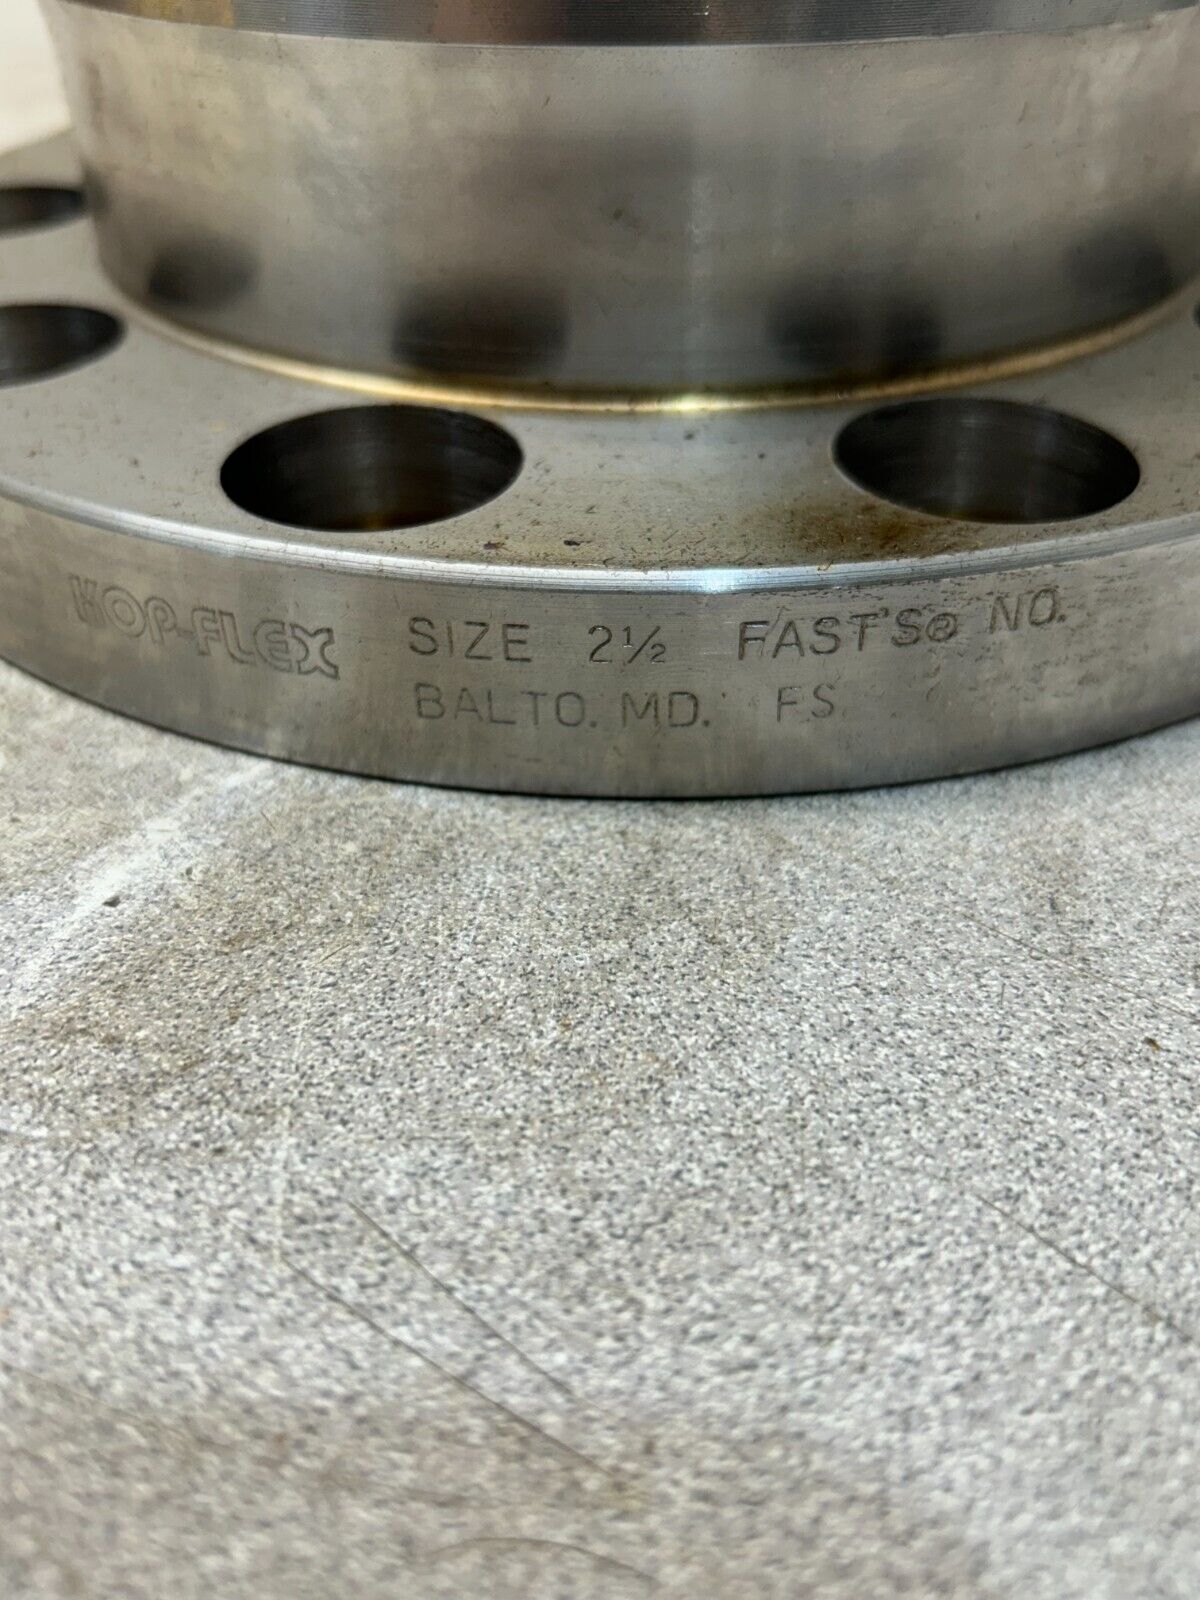 KOP-FLEX SIZE 2½ FAST'S® NO.
BALTO. MD. FS